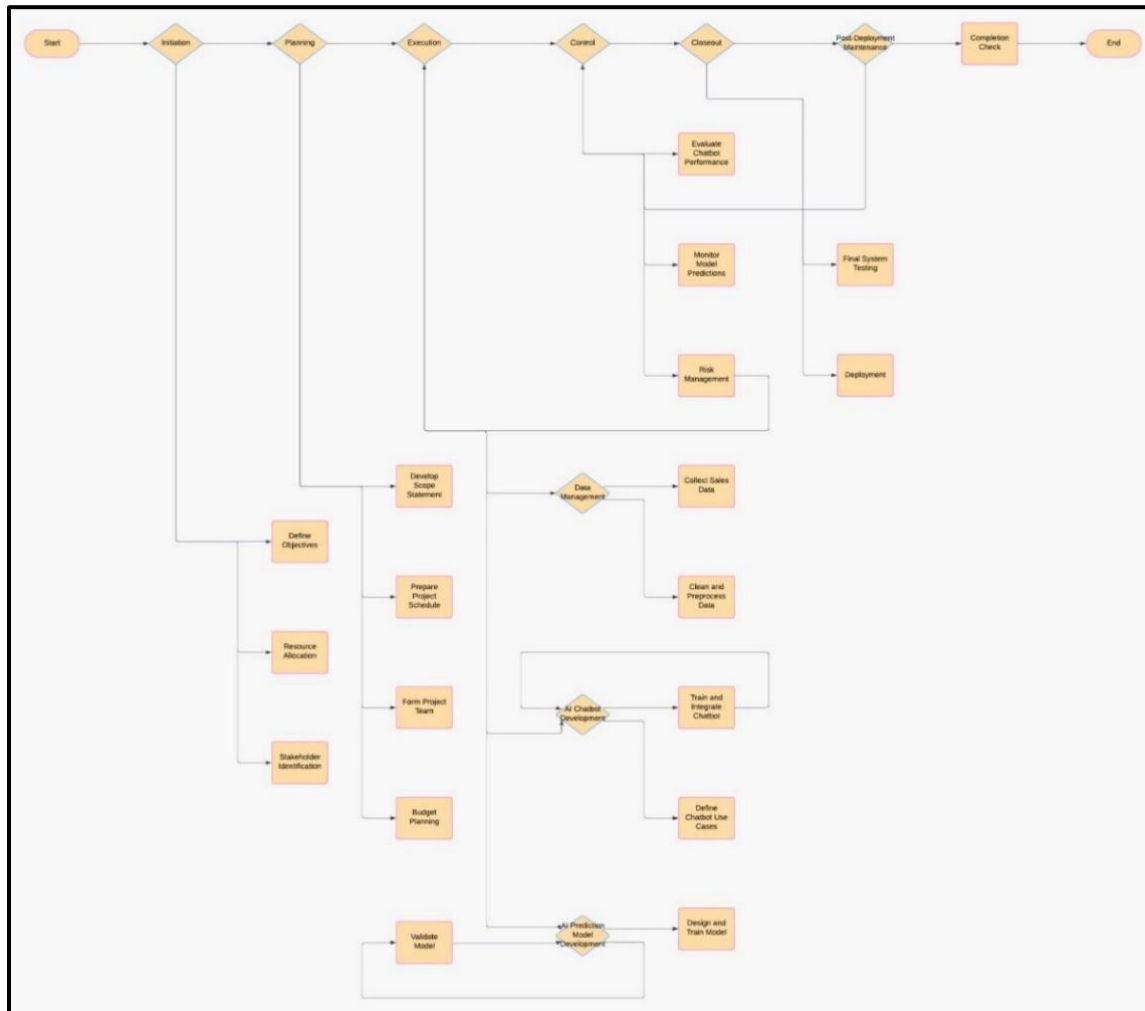 Start
Initiation
Planning
Execution
Control
Closeout
Post-Deployment
Maintenance
Completion
Check
End
Evaluate
Chatbot
Performance
Monitor
Model
Predictions
Final System
Testing
Risk
Management
Deployment
Develop
Scope
Statement
Data
Management
Collect Sales
Data
Define
Objectives
Prepare
Project
Schedule
Clean and
Preprocess
Data
Resource
Allocation
Form Project
Team
AI Chatbot
Development
Train and
Integrate
Chatbot
Stakeholder
Identification
Budget
Planning
Define
Chatbot Use
Cases
Validate
Model
AI Prediction
Model
Development
Design and
Train Model